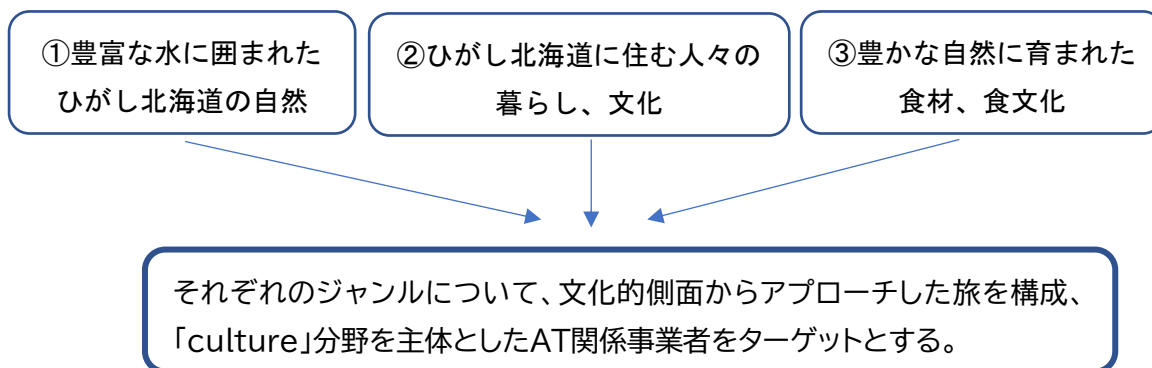 ①豊富な水に囲まれた
ひがし北海道の自然
②ひがし北海道に住む人々の
暮らし、文化
③豊かな自然に育まれた
食材、食文化
それぞれのジャンルについて、文化的側面からアプローチした旅を構成、
「culture」分野を主体としたAT関係事業者をターゲットとする。